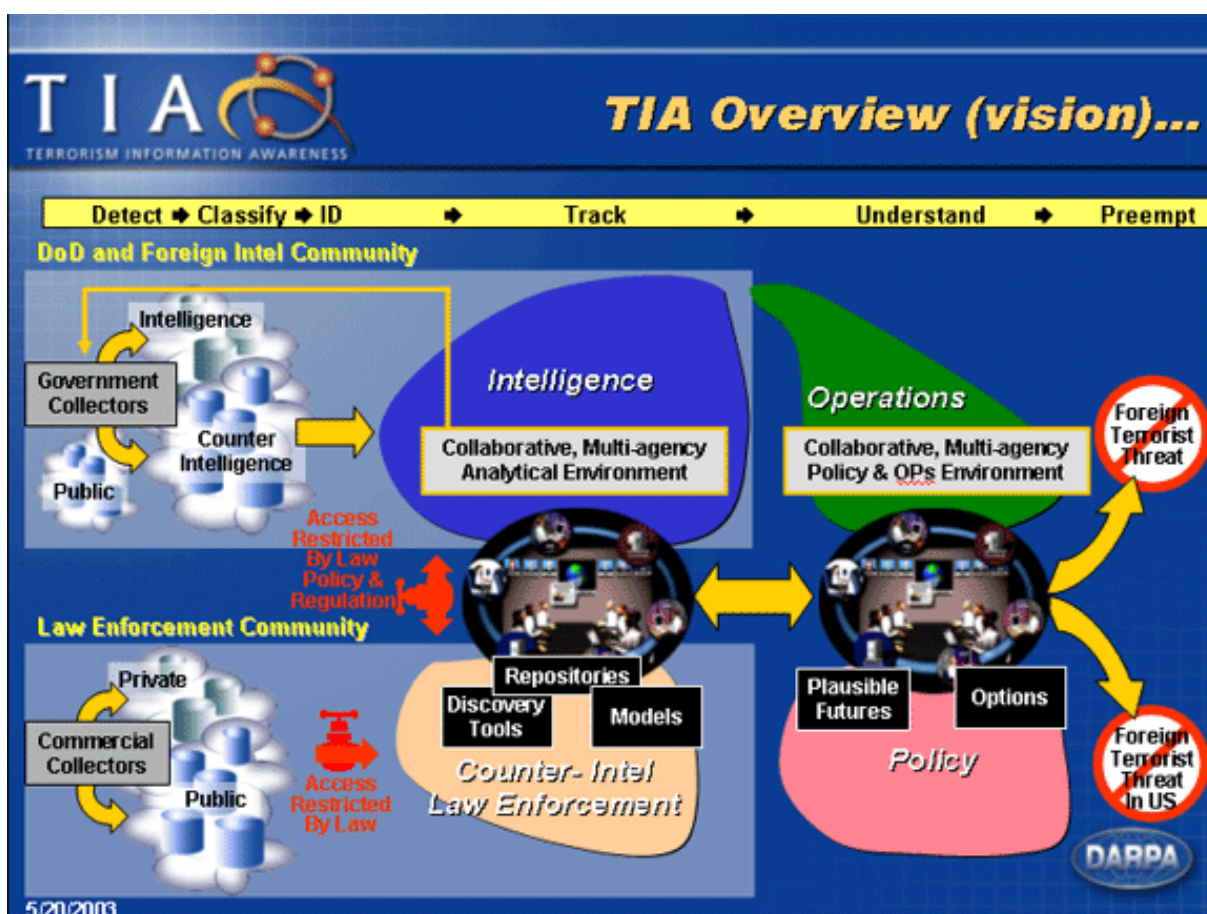 TIA
TERRORISM INFORMATION AWARENESS
TIA Overview (vision)...
Detect ➧ Classify ➧ ID ➧ Track ➧ Understand ➧ Preempt
DoD and Foreign Intel Community
Intelligence
Government
Collectors
Counter
Intelligence
Public
Intelligence
Collaborative, Multi-agency
Analytical Environment
Operations
Collaborative, Multi-agency
Policy & OPs Environment
Foreign
Terrorist
Threat
Access
Restricted
By Law
Policy &
Regulation
Law Enforcement Community
Private
Commercial
Collectors
Public
Access
Restricted
By Law
Repositories
Discovery
Tools
Models
Counter- Intel
Law Enforcement
Plausible
Futures
Options
Policy
Foreign
Terrorist
Threat
In US
DARPA
5/20/2003